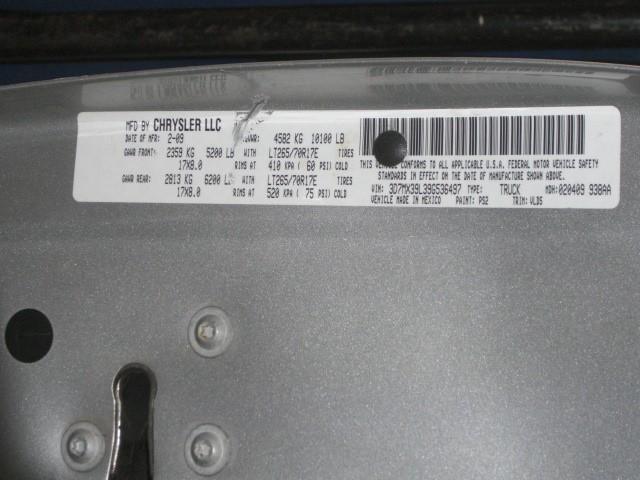 MFD BY CHRYSLER LLC
DATE OF MFR: 2-09 GVWR: 4582 KG 10100 LB
GAWR FRONT: 2359 KG 5200 LB WITH LT265/70R17E TIRES
17X8.0 RIMS AT 410 KPA ( 60 PSI) COLD
GAWR REAR: 2813 KG 6200 LB WITH LT265/70R17E TIRES
17X8.0 RIMS AT 520 KPA ( 75 PSI) COLD
THIS VEHICLE CONFORMS TO ALL APPLICABLE U.S.A. FEDERAL MOTOR VEHICLE SAFETY
STANDARDS IN EFFECT ON THE DATE OF MANUFACTURE SHOWN ABOVE.
VIN: 3D7MX39L39G536497 TYPE: TRUCK MDH: 020409 938AA
VEHICLE MADE IN MEXICO PAINT: PS2 TRIM: VLDS